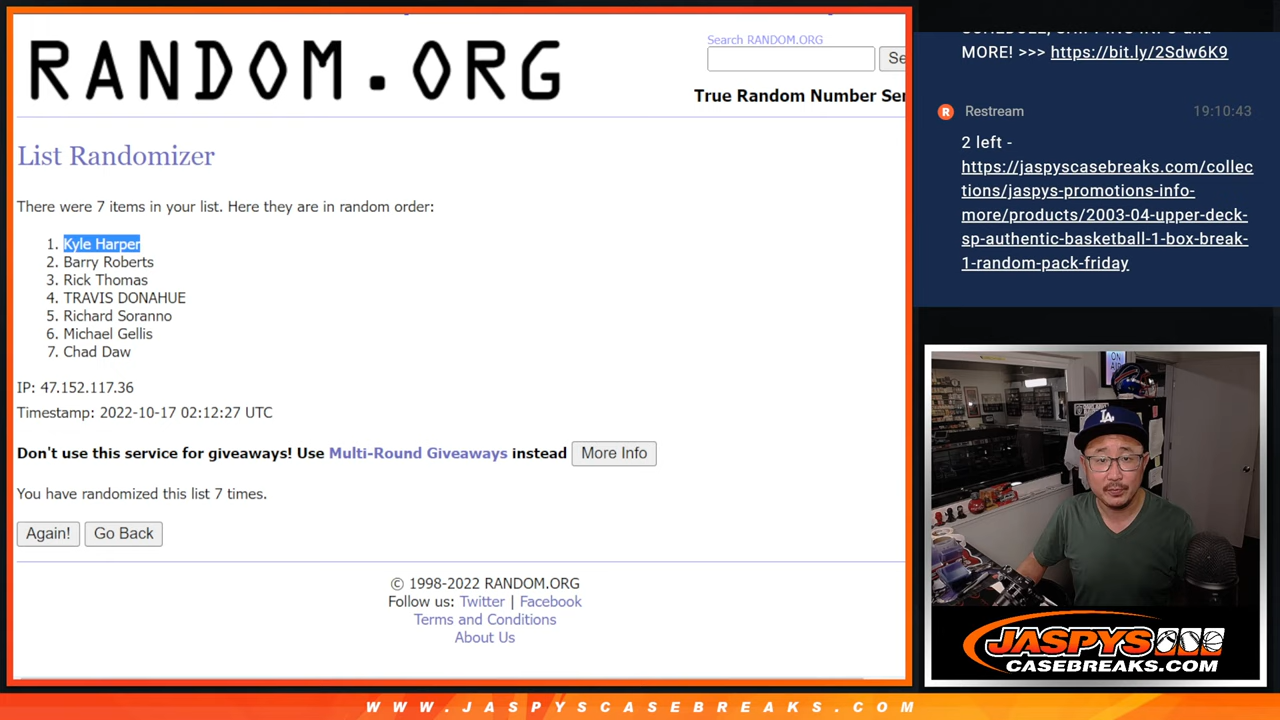 RANDOM.ORG
Search RANDOM.ORG
Se
True Random Number Ser
List Randomizer
There were 7 items in your list. Here they are in random order:
1. Kyle Harper
2. Barry Roberts
3. Rick Thomas
4. TRAVIS DONAHUE
5. Richard Soranno
6. Michael Gellis
7. Chad Daw
IP: 47.152.117.36
Timestamp: 2022-10-17 02:12:27 UTC
Don't use this service for giveaways! Use Multi-Round Giveaways instead More Info
You have randomized this list 7 times.
Again! Go Back
© 1998-2022 RANDOM.ORG
Follow us: Twitter | Facebook
Terms and Conditions
About Us
MORE! >>> https://bit.ly/2Sdw6K9
R Restream 19:10:43
2 left -
https://jaspyscasebreaks.com/collec
tions/jaspys-promotions-info-
more/products/2003-04-upper-deck-
sp-authentic-basketball-1-box-break-
1-random-pack-friday
ON
AIR
LA
JASPYS
CASEBREAKS.COM
WWW.JASPYSCASEBREAKS.COM